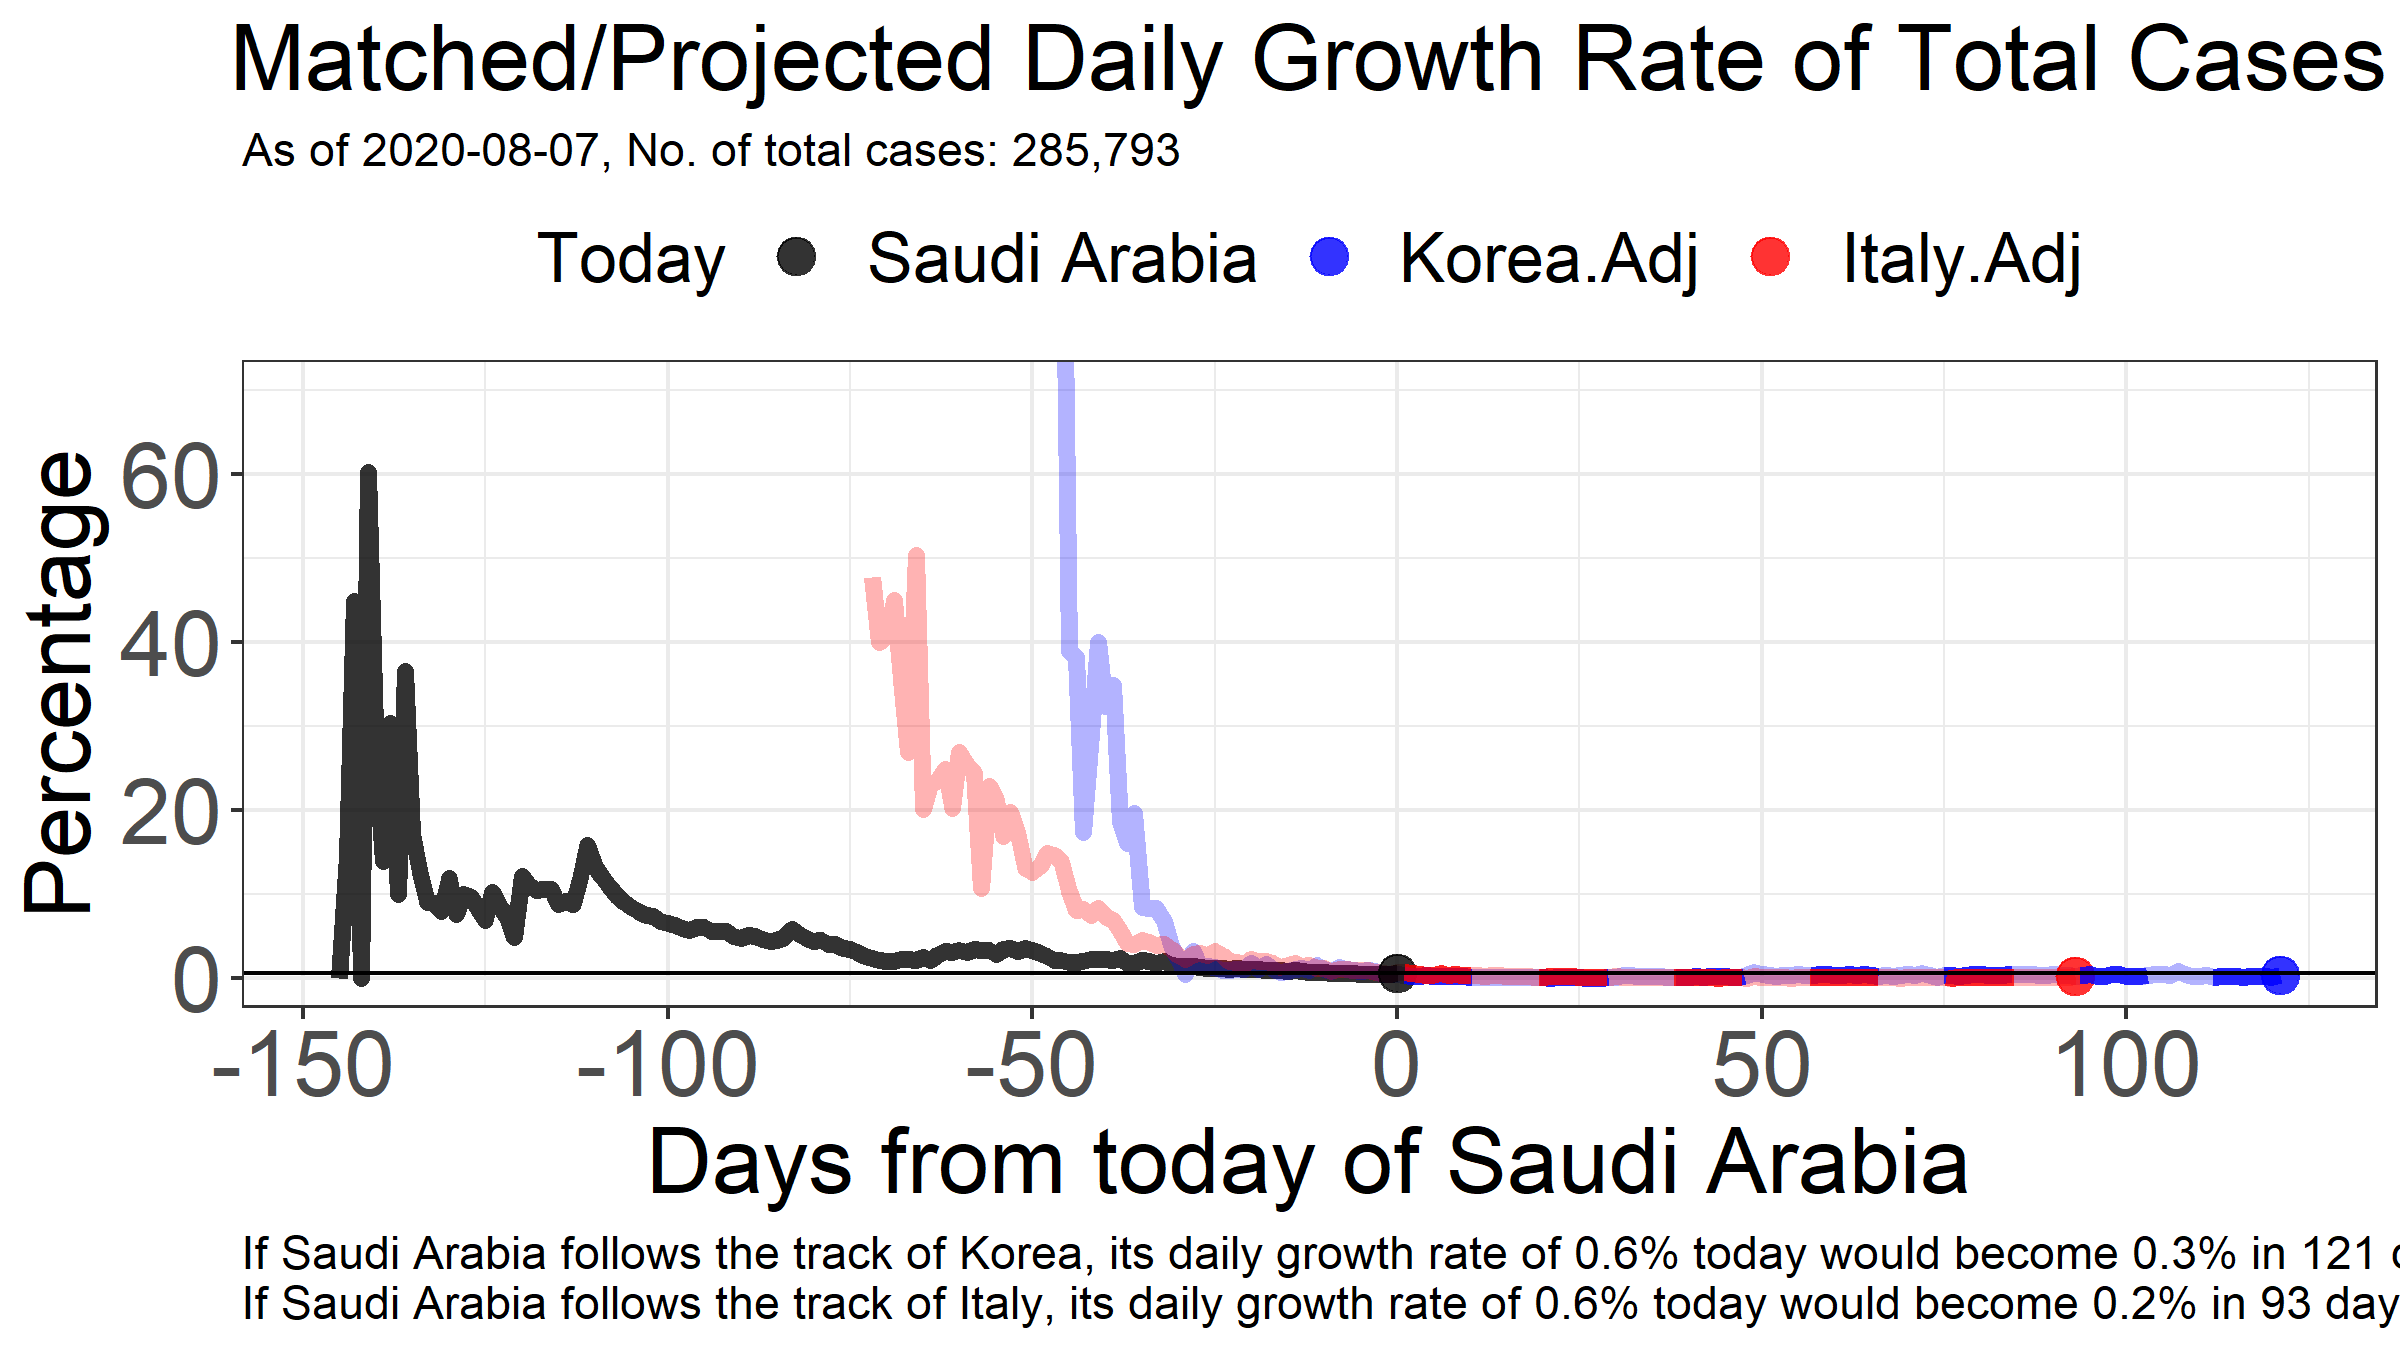 Matched/Projected Daily Growth Rate of Total Cases
As of 2020-08-07, No. of total cases: 285,793
Today Saudi Arabia Korea.Adj Italy.Adj
Percentage
60
40
20
0
-150 -100 -50 0 50 100
Days from today of Saudi Arabia
If Saudi Arabia follows the track of Korea, its daily growth rate of 0.6% today would become 0.3% in 121
If Saudi Arabia follows the track of Italy, its daily growth rate of 0.6% today would become 0.2% in 93 day